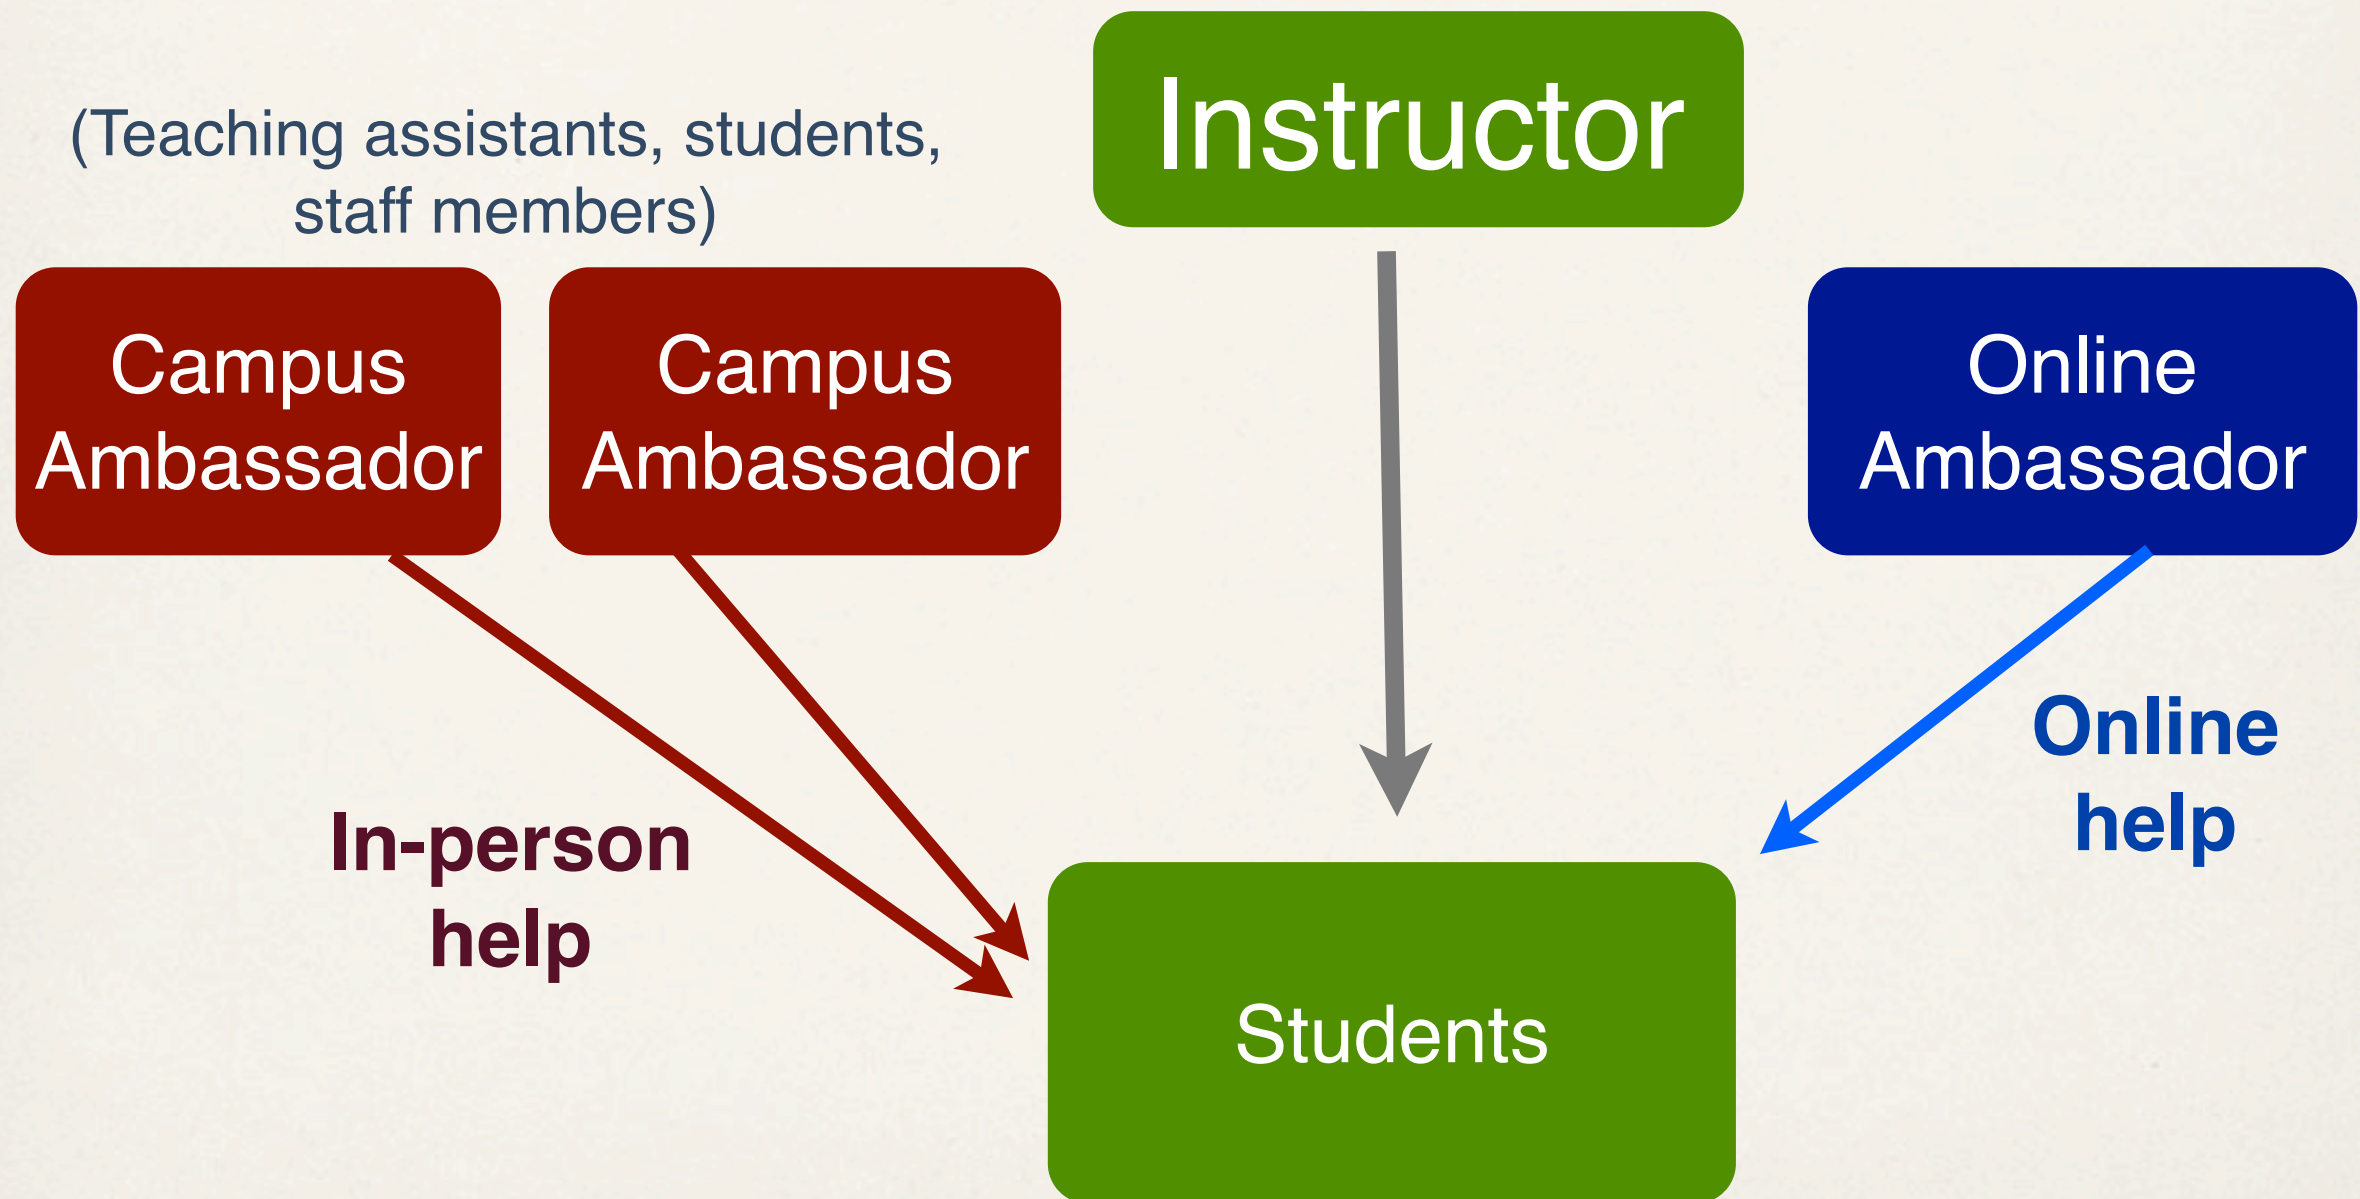 Instructor
(Teaching assistants, students,
staff members)
Campus
Ambassador
Campus
Ambassador
Online
Ambassador
Online
help
In-person
help
Students